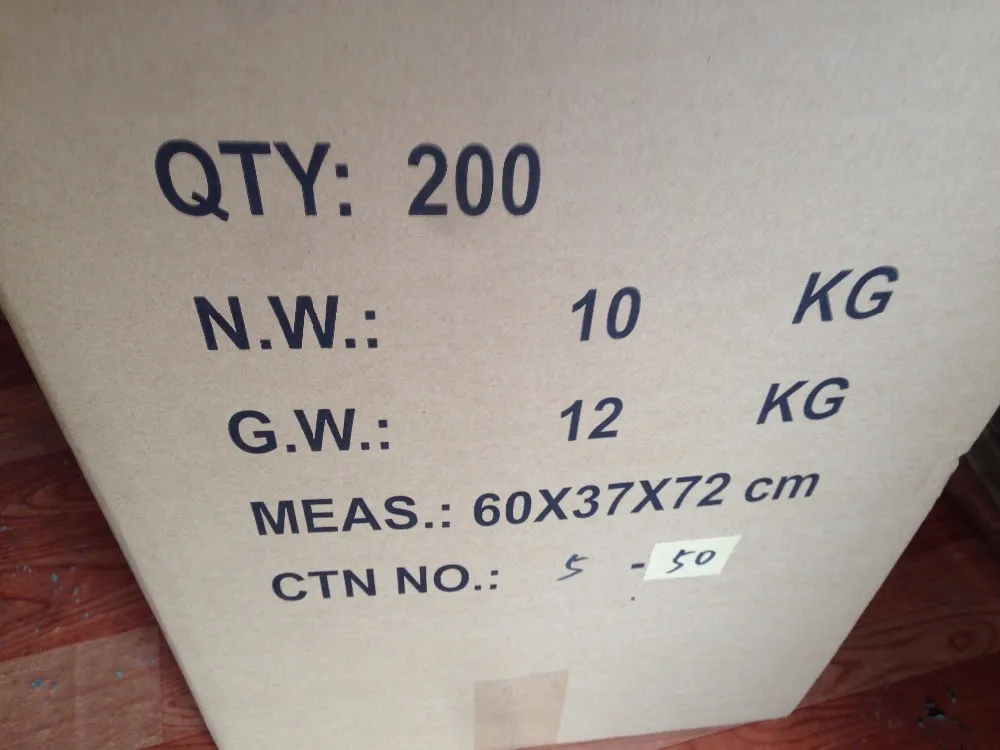 QTY: 200
N.W.: 10 KG
G.W.: 12 KG
MEAS.: 60X37X72 cm
CTN NO.: 5 - 50